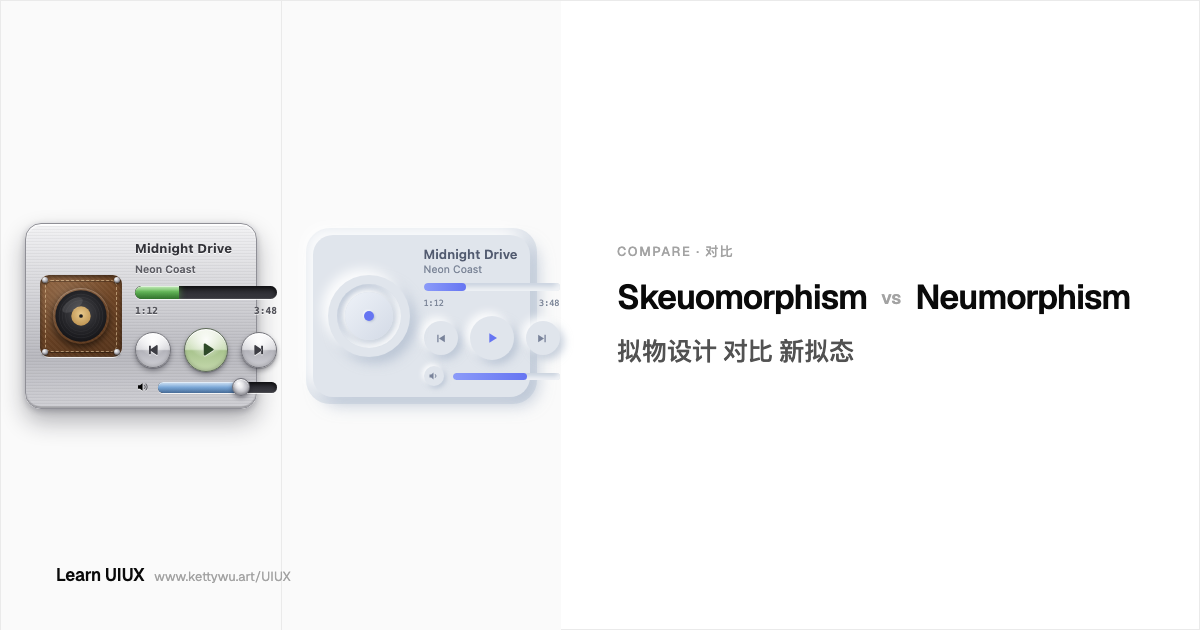 Midnight Drive
Neon Coast
1:12 3:48
Midnight Drive
Neon Coast
1:12 3:48
COMPARE · 对比
Skeuomorphism vs Neumorphism
拟物设计 对比 新拟态
Learn UIUX www.kettywu.art/UIUX